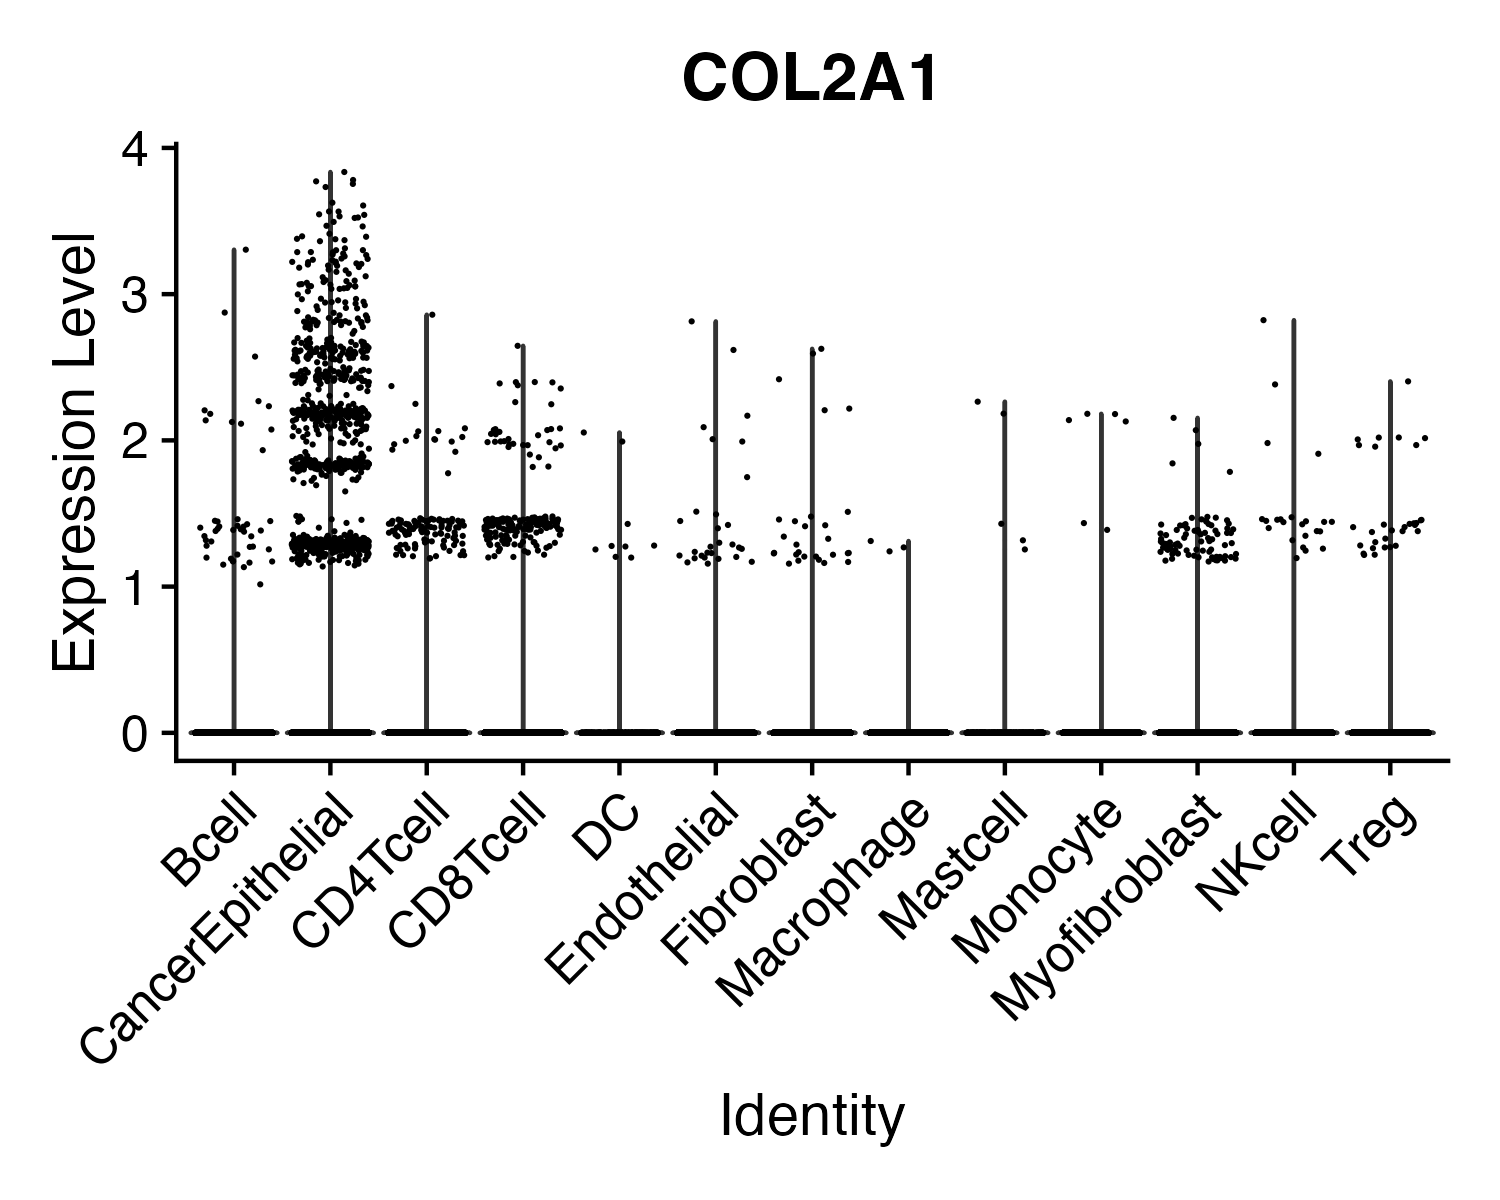 COL2A1
Expression Level
4
3
2
1
0
Bcell
CancerEpithelial
CD4Tcell
CD8Tcell
DC
Endothelial
Fibroblast
Macrophage
Mastcell
Monocyte
Myofibroblast
NKcell
Treg
Identity